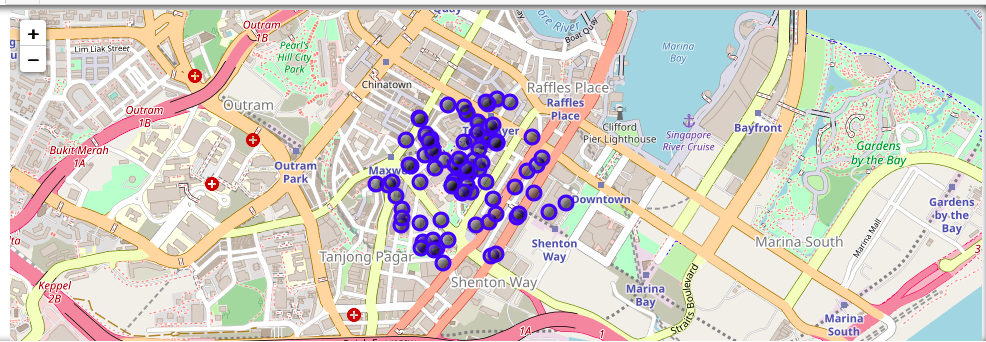 Outram
1B
Quay
ore River
Boat Quay
+
−
Lim Liak Street
Pearl's
Hill City
Park
Marina
Bay
Chinatown
Raffles Place
Raffles
Place
Outram
Outram
1B
Clifford
Pier Lighthouse
Singapore
River Cruise
Bayfront
Gardens
by the Bay
Bukit Merah
1A
Outram
Park
Maxw
Downtown
Gardens
by the
Bay
Marina Mall
Marina South
Shenton
Way
Tanjong Pagar
3
Keppel
2B
Shenton Way
Marina
Bay
Straits Boulevard
Marina
South
1A
1